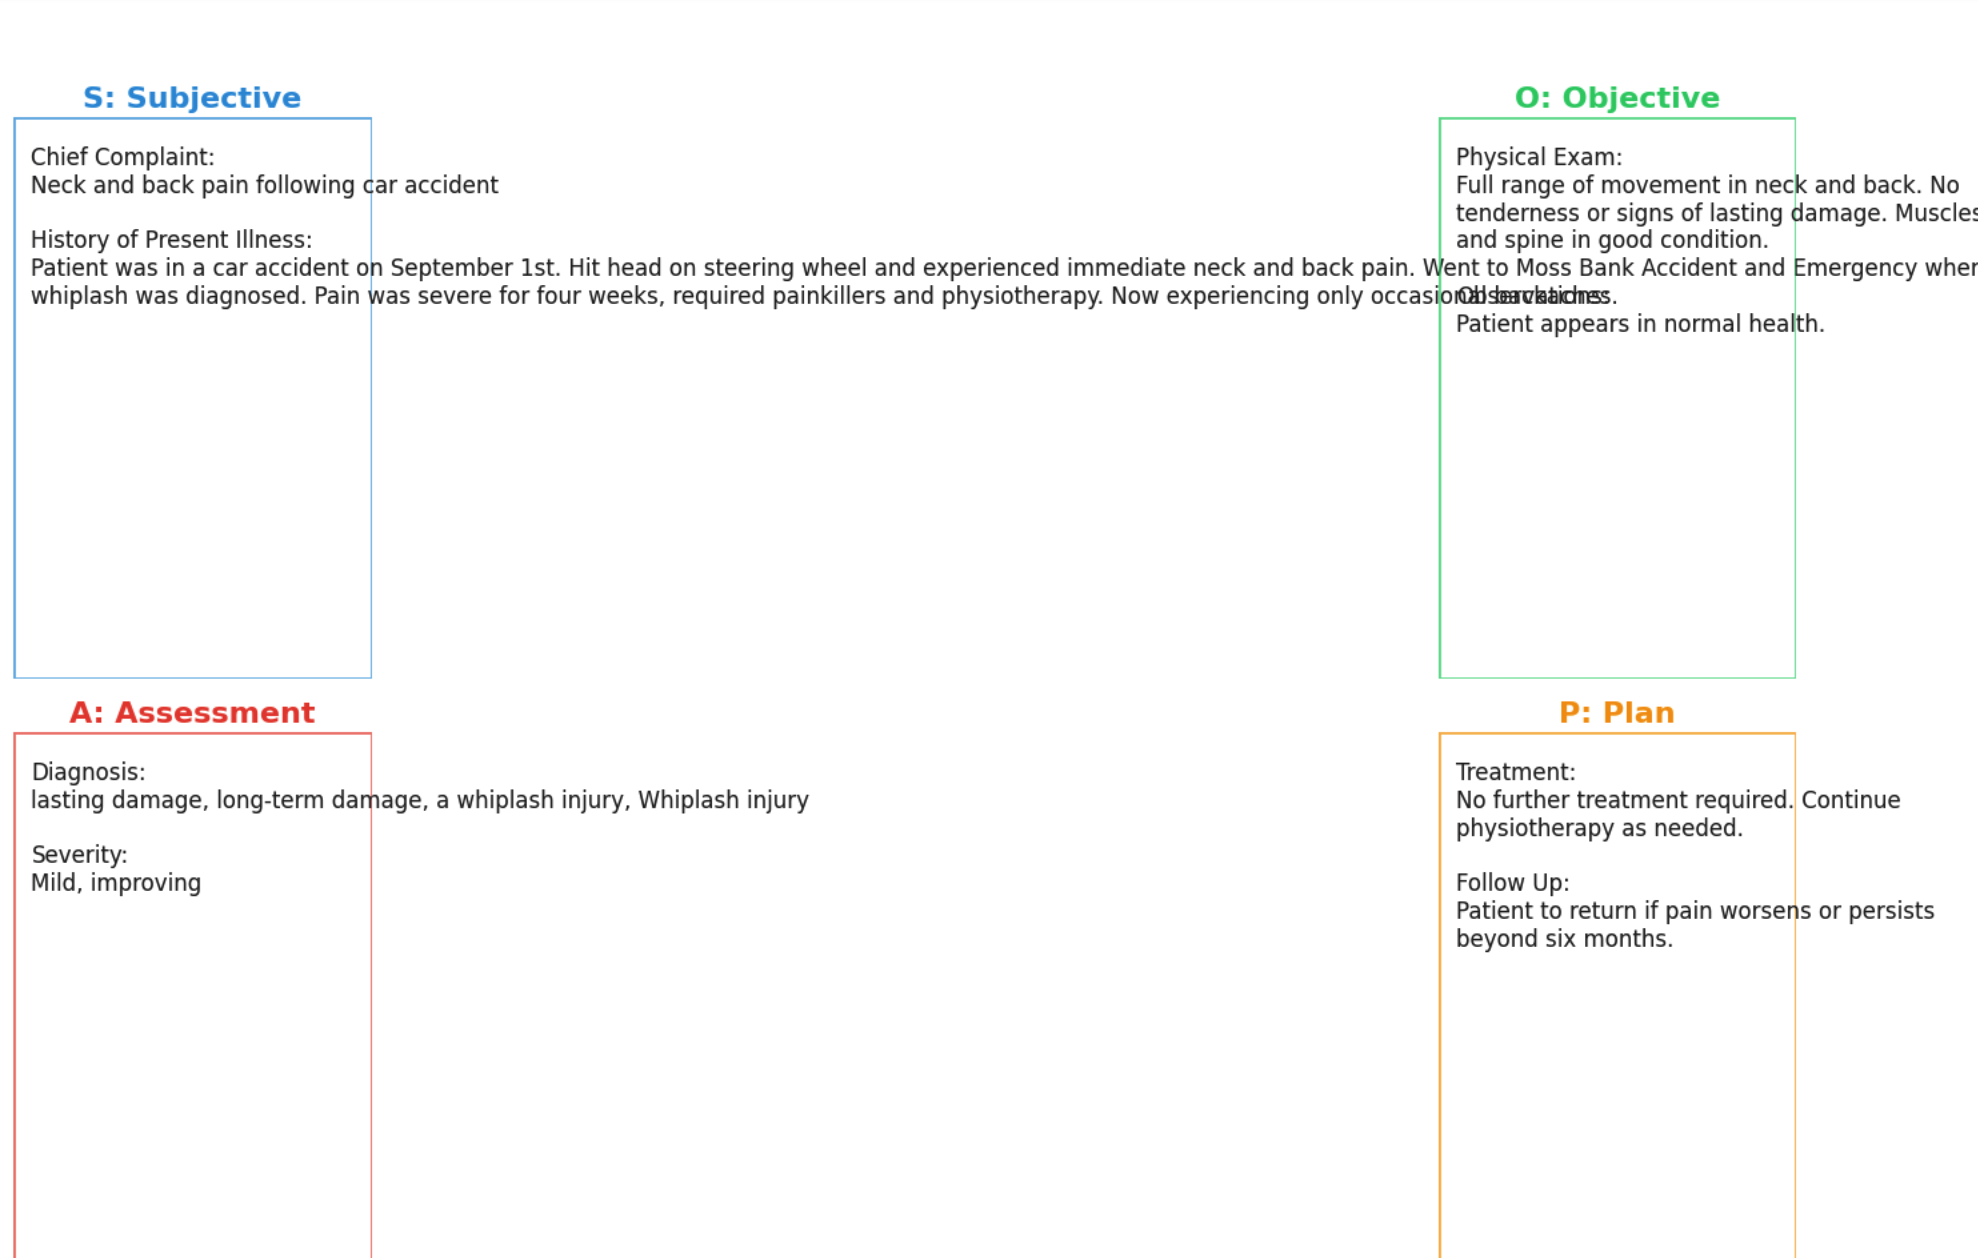 S: Subjective
Chief Complaint:
Neck and back pain following car accident
History of Present Illness:
Patient was in a car accident on September 1st. Hit head on steering wheel and experienced immediate neck and back pain. Went to Moss Bank Accident and Emergency
whiplash was diagnosed. Pain was severe for four weeks, required painkillers and physiotherapy. Now experiencing only occasional backaches.
O: Objective
Physical Exam:
Full range of movement in neck and back. No
tenderness or signs of lasting damage. Muscles
and spine in good condition.
Observations:
Patient appears in normal health.
A: Assessment
Diagnosis:
lasting damage, long-term damage, a whiplash injury, Whiplash injury
Severity:
Mild, improving
P: Plan
Treatment:
No further treatment required. Continue
physiotherapy as needed.
Follow Up:
Patient to return if pain worsens or persists
beyond six months.